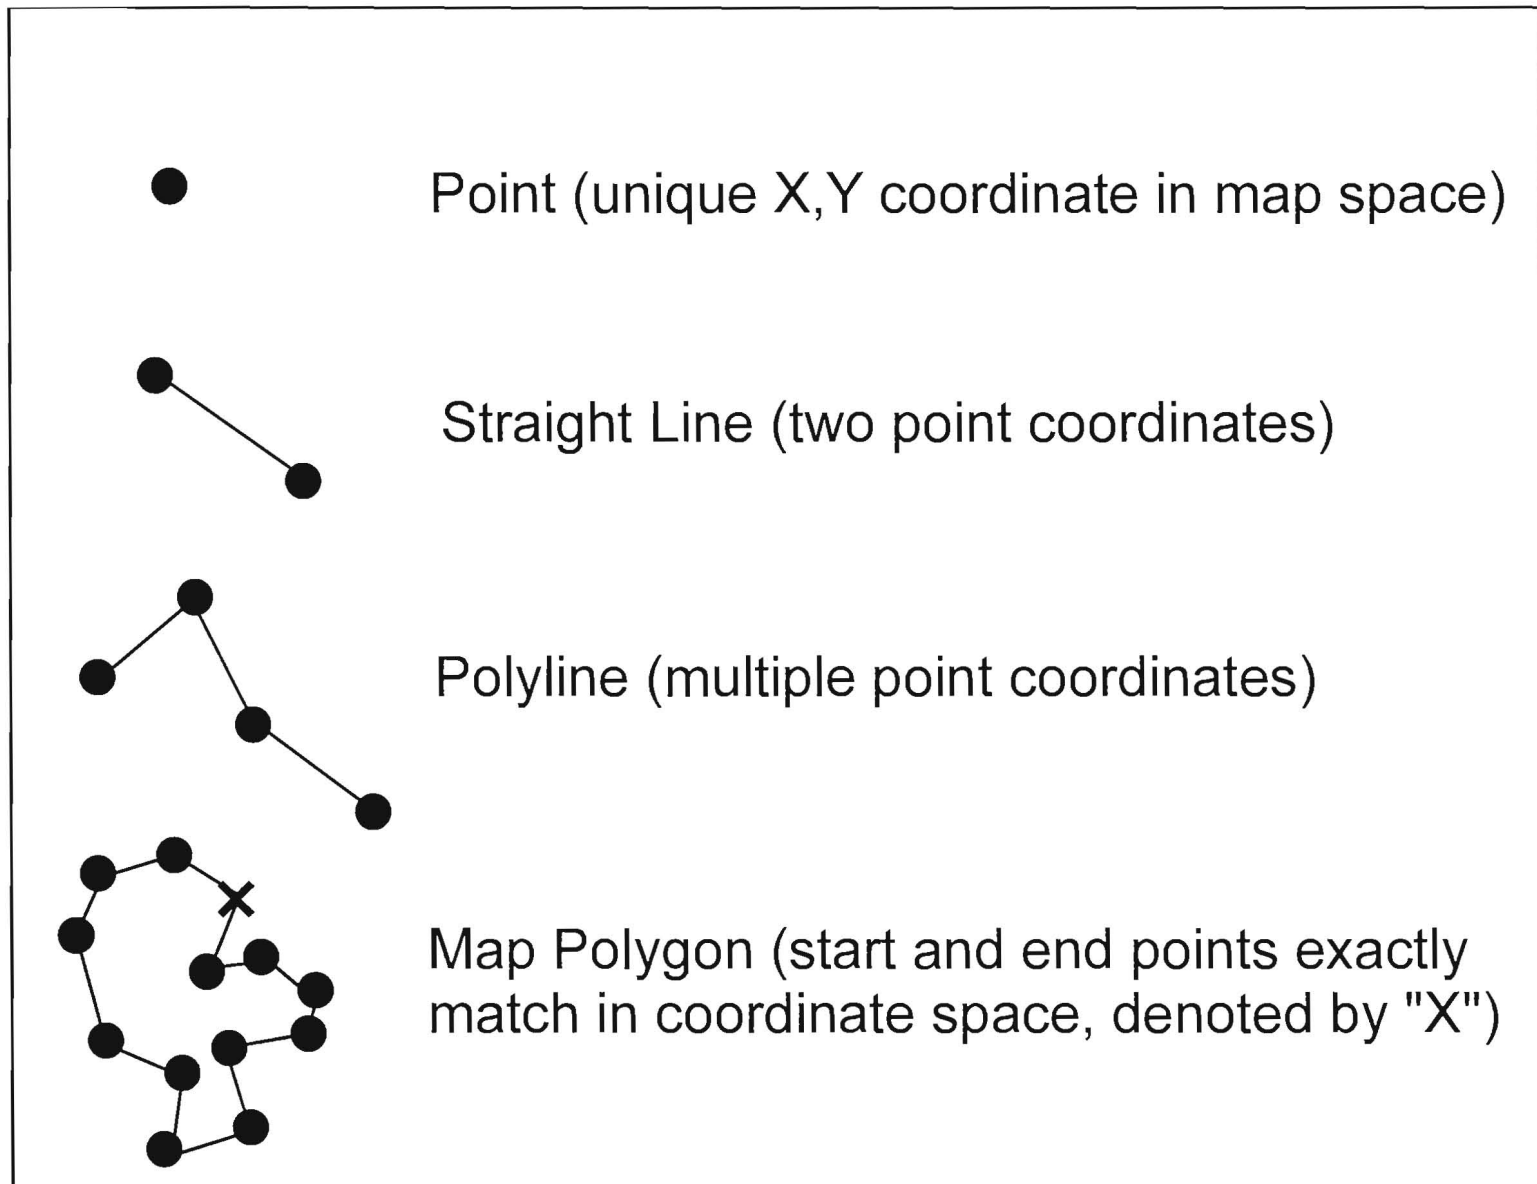 Point (unique X,Y coordinate in map space)
Straight Line (two point coordinates)
Polyline (multiple point coordinates)
Map Polygon (start and end points exactly
match in coordinate space, denoted by "X")